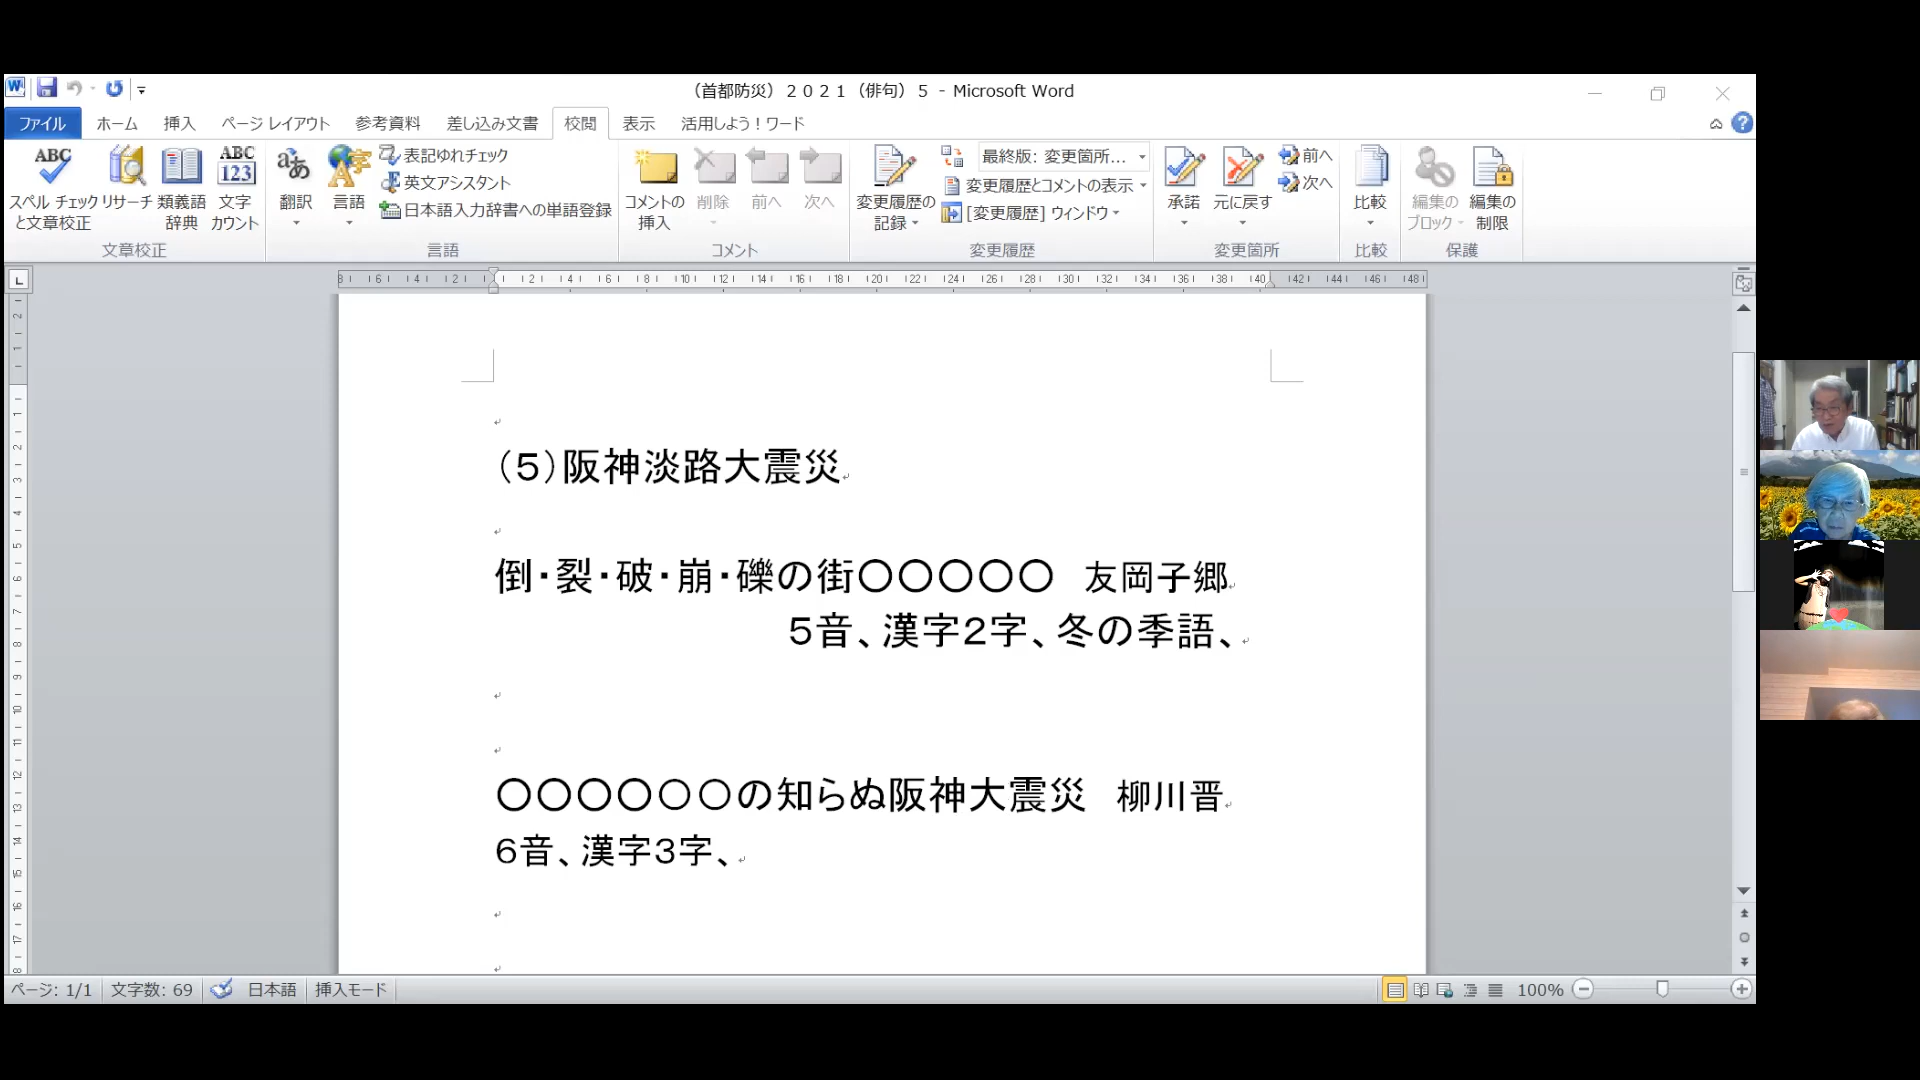 （首都防災）２０２１（俳句）５ - Microsoft Word
ファイル ホーム 挿入 ページ レイアウト 参考資料 差し込み文書 校閲 表示 活用しよう！ワード
スペル チェックと文章校正 リサーチ 類義語辞典 文字カウント
文章校正
翻訳 言語 表記ゆれチェック 英文アシスタント 日本語入力辞書への単語登録
言語
コメントの挿入 削除 前へ 次へ
コメント
変更履歴の記録 最終版: 変更箇所... 変更履歴とコメントの表示 [変更履歴] ウィンドウ
変更履歴
承諾 元に戻す 前へ 次へ
変更箇所
比較
比較
編集のブロック 編集の制限
保護
（５）阪神淡路大震災
倒・裂・破・崩・礫の街〇〇〇〇〇　友岡子郷
５音、漢字２字、冬の季語、
〇〇〇〇〇〇の知らぬ阪神大震災　柳川晋
６音、漢字３字、
ページ: 1/1 文字数: 69 日本語 挿入モード 100%